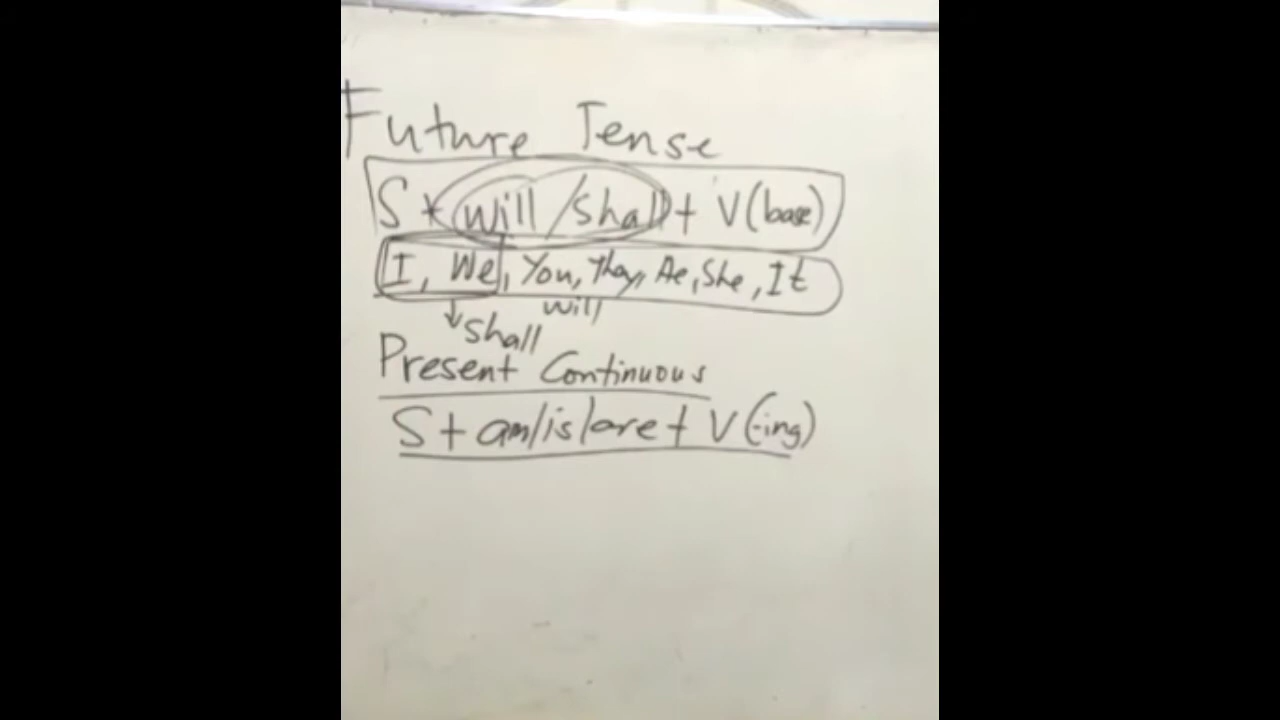 Future Tense
S + will / shall + V (base)
I, We, You, They, He, She, It
will
↓ shall
Present Continuous
S + am/is/are + V (-ing)